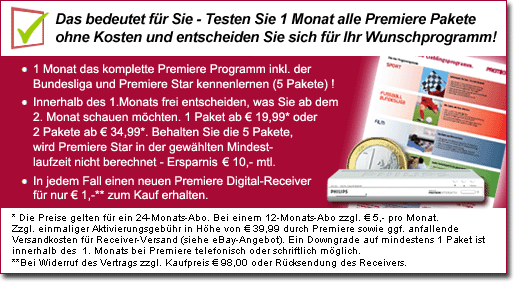 Das bedeutet für Sie - Testen Sie 1 Monat alle Premiere Pakete
ohne Kosten und entscheiden Sie sich für Ihr Wunschprogramm!
• 1 Monat das komplette Premiere Programm inkl. der
Bundesliga und Premiere Star kennenlernen (5 Pakete) !
• Innerhalb des 1.Monats frei entscheiden, was Sie ab dem
2. Monat schauen möchten. 1 Paket ab € 19,99* oder
2 Pakete ab € 34,99*. Behalten Sie die 5 Pakete,
wird Premiere Star in der gewählten Mindest-
laufzeit nicht berechnet - Ersparnis € 10,- mtl.
• In jedem Fall einen neuen Premiere Digital-Receiver
für nur € 1,-** zum Kauf erhalten.
SPORT
FUSSBALL
BUNDESLIGA
FILM
PHILIPS
* Die Preise gelten für ein 24-Monats-Abo. Bei einem 12-Monats-Abo zzgl. € 5,- pro Monat.
Zzgl. einmaliger Aktivierungsgebühr in Höhe von € 39,99 durch Premiere sowie ggf. anfallende
Versandkosten für Receiver-Versand (siehe eBay-Angebot). Ein Downgrade auf mindestens 1 Paket ist
innerhalb des 1. Monats bei Premiere telefonisch oder schriftlich möglich.
**Bei Widerruf des Vertrags zzgl. Kaufpreis € 98,00 oder Rücksendung des Receivers.